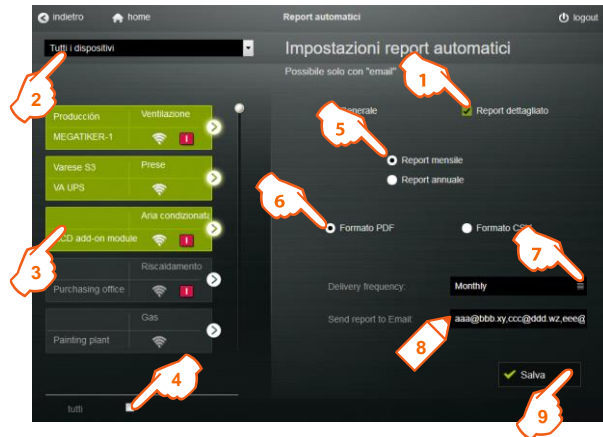 indietro
home
Report automatici
logout
Tutti i dispositivi
Impostazioni report automatici
Possibile solo con "email"
1
2
Report dettagliato
Producción
Ventilazione
MEGATIKER-1
5
Varese S3
Prese
VA UPS
Report mensile
Report annuale
6
Aria condizionata
add-on module
3
Formato PDF
Formato
7
Riscaldamento
Purchasing office
Delivery frequency:
Monthly
Gas
Painting plant
Send report to Email:
aaa@bbb.xy,ccc@ddd.wz,eee@
8
4
Salva
tutti
9